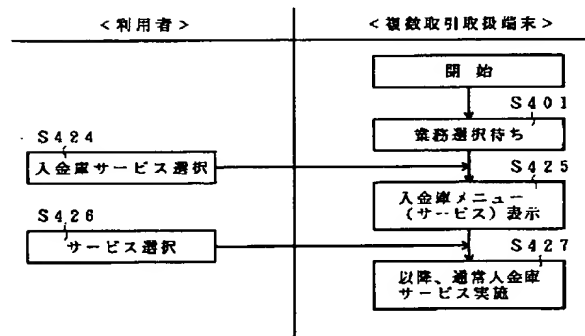 <利用者>
<複数取引取扱端末>
開始
S401
業務選択待ち
S424
入金庫サービス選択
S425
入金庫メニュー
(サービス)表示
S426
サービス選択
S427
以降、通常入金庫
サービス実施